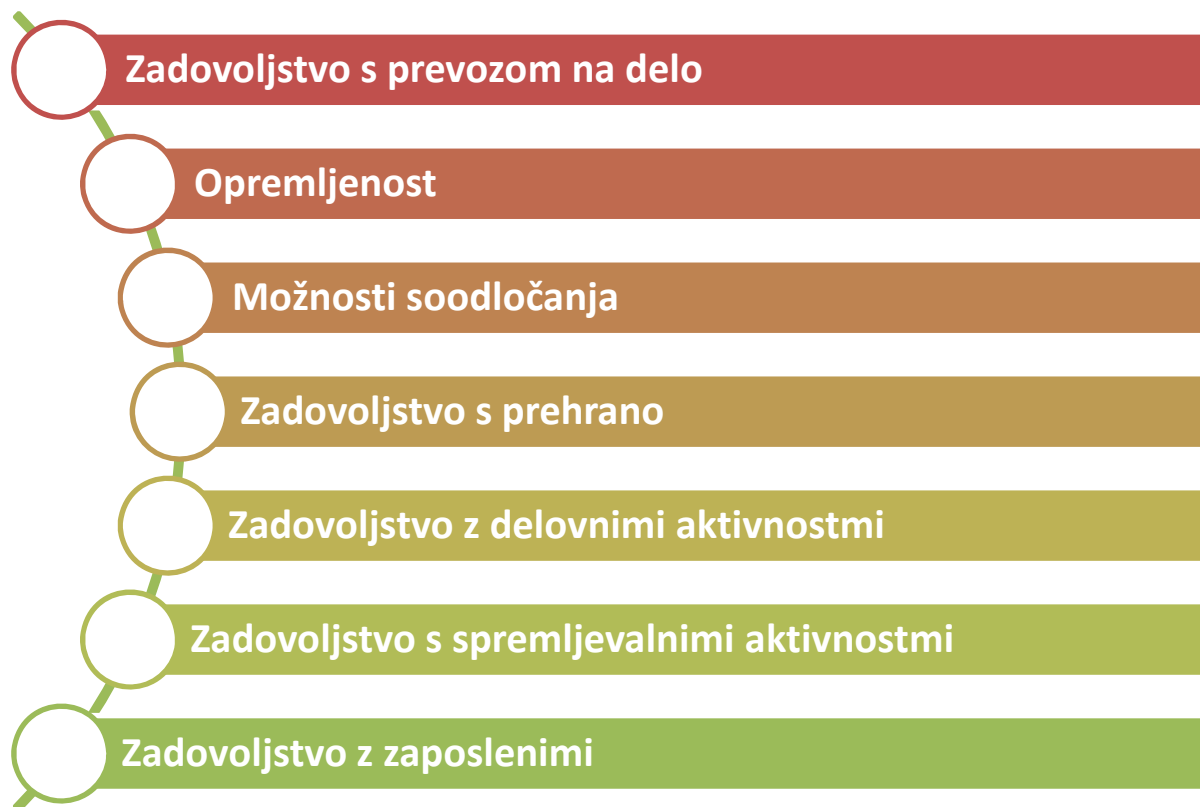 Zadovoljstvo s prevozom na delo
Opremljenost
Možnosti soodločanja
Zadovoljstvo s prehrano
Zadovoljstvo z delovnimi aktivnostmi
Zadovoljstvo s spremljevalnimi aktivnostmi
Zadovoljstvo z zaposlenimi